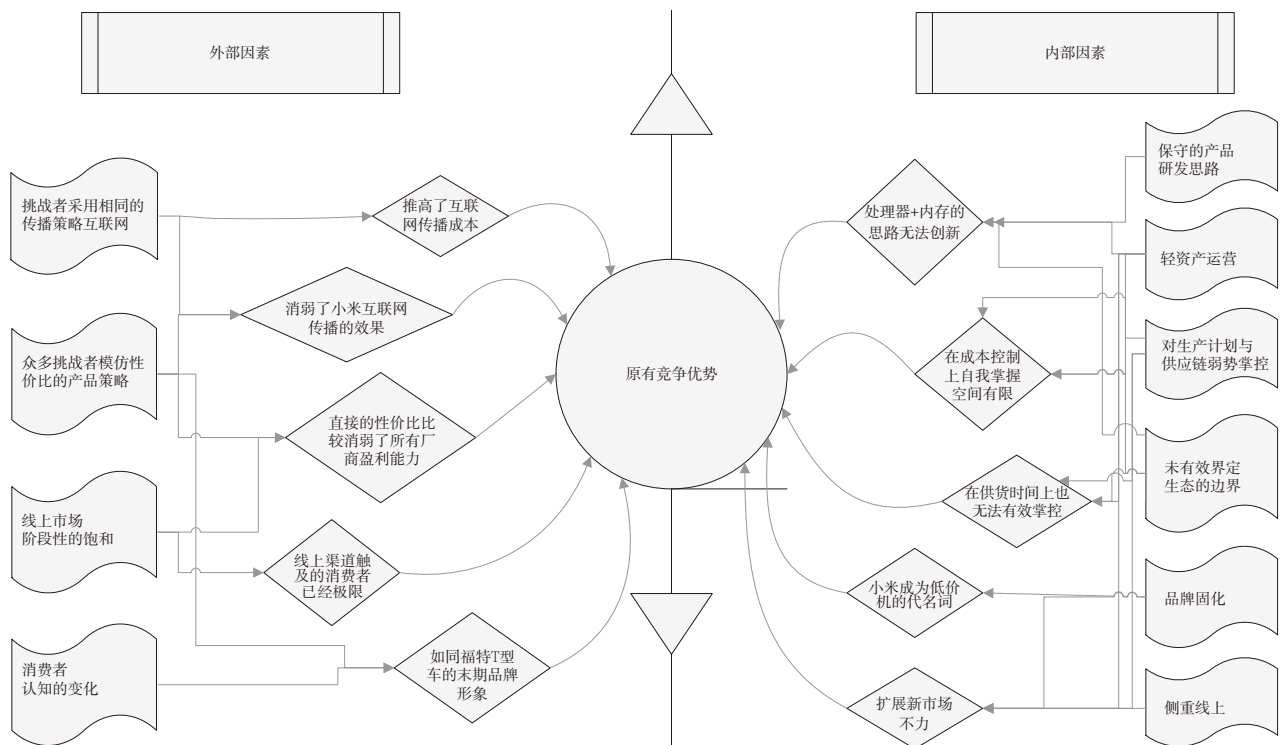 外部因素
内部因素
挑战者采用相同的
传播策略互联网
众多挑战者模仿性
价比的产品策略
线上市场
阶段性的饱和
消费者
认知的变化
推高了互联
网传播成本
消弱了小米互联网
传播的效果
直接的性价比比
较消弱了所有厂
商盈利能力
线上渠道触
及的消费者
已经极限
如同福特T型
车的末期品牌
形象
原有竞争优势
处理器+内存的
思路无法创新
在成本控制
上自我掌握
空间有限
在供货时间上也
无法有效掌控
小米成为低价
机的代名词
扩展新市场
不力
保守的产品
研发思路
轻资产运营
对生产计划与
供应链弱势掌控
未有效界定
生态的边界
品牌固化
侧重线上